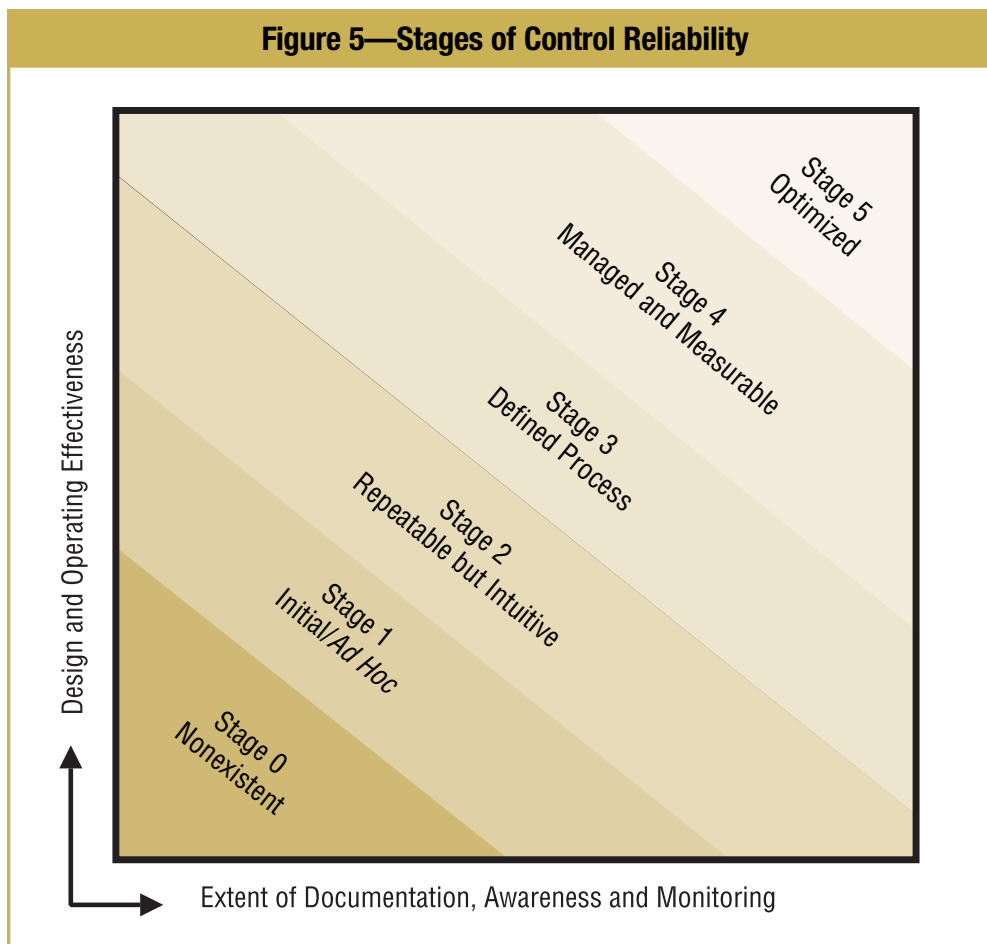 Figure 5—Stages of Control Reliability
Stage 5
Optimized
Stage 4
Managed and Measurable
Stage 3
Defined Process
Stage 2
Repeatable but Intuitive
Stage 1
Initial/Ad Hoc
Stage 0
Nonexistent
Design and Operating Effectiveness
Extent of Documentation, Awareness and Monitoring